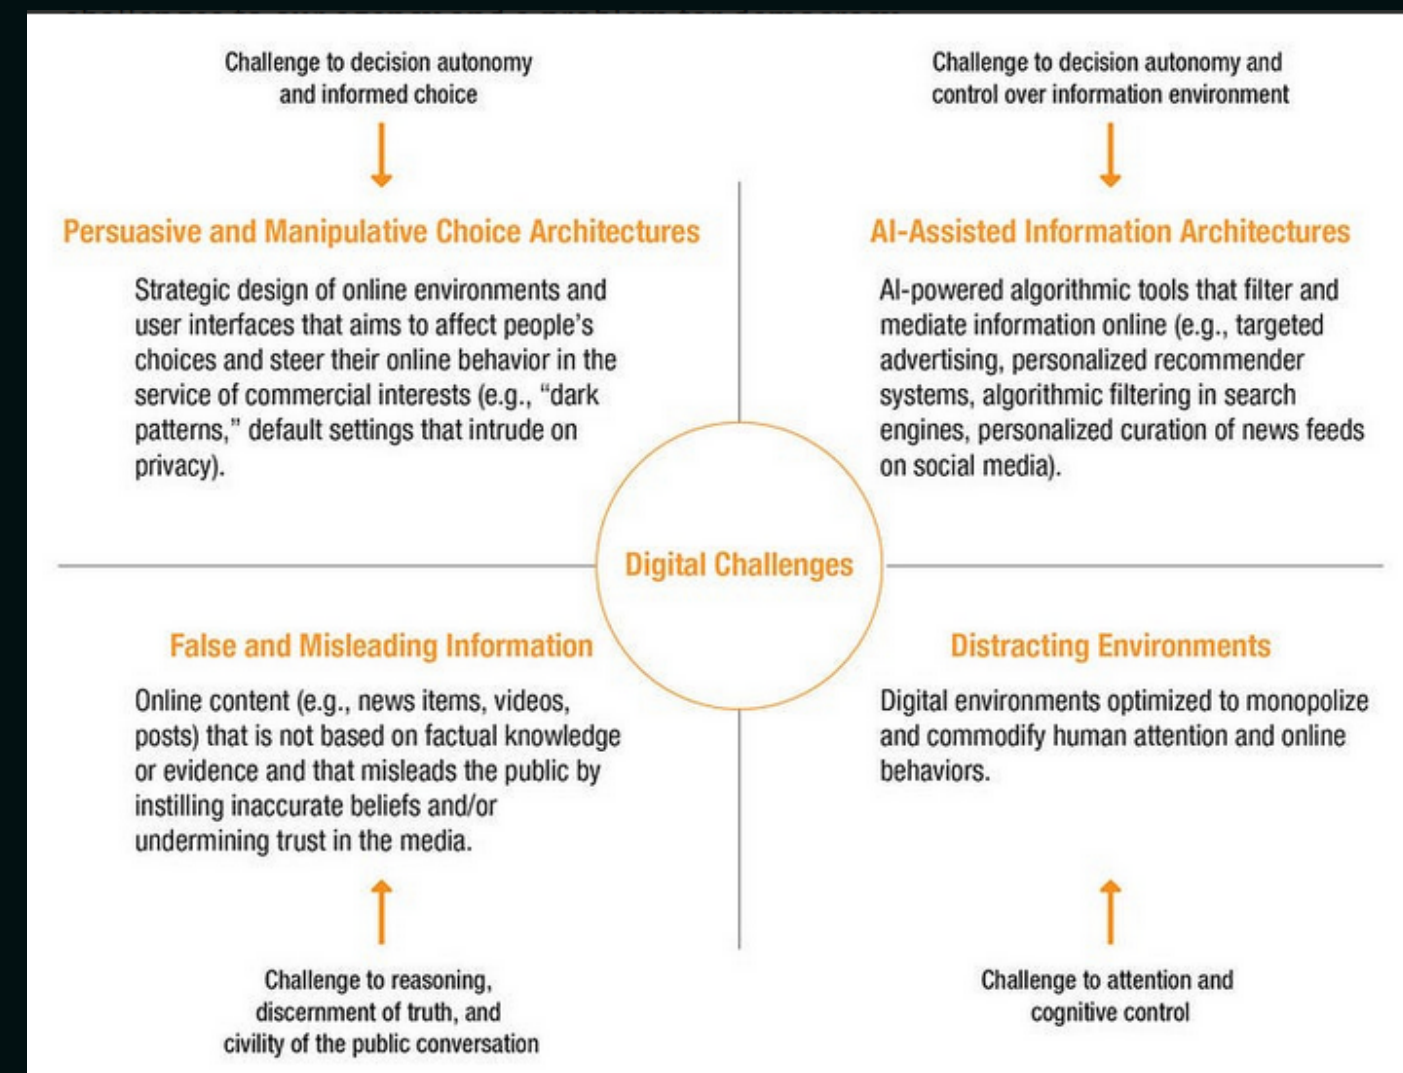 Challenge to decision autonomy
and informed choice
Persuasive and Manipulative Choice Architectures
Strategic design of online environments and
user interfaces that aims to affect people’s
choices and steer their online behavior in the
service of commercial interests (e.g., “dark
patterns,” default settings that intrude on
privacy).
Challenge to decision autonomy and
control over information environment
AI-Assisted Information Architectures
AI-powered algorithmic tools that filter and
mediate information online (e.g., targeted
advertising, personalized recommender
systems, algorithmic filtering in search
engines, personalized curation of news feeds
on social media).
Digital Challenges
False and Misleading Information
Online content (e.g., news items, videos,
posts) that is not based on factual knowledge
or evidence and that misleads the public by
instilling inaccurate beliefs and/or
undermining trust in the media.
Challenge to reasoning,
discernment of truth, and
civility of the public conversation
Distracting Environments
Digital environments optimized to monopolize
and commodify human attention and online
behaviors.
Challenge to attention and
cognitive control